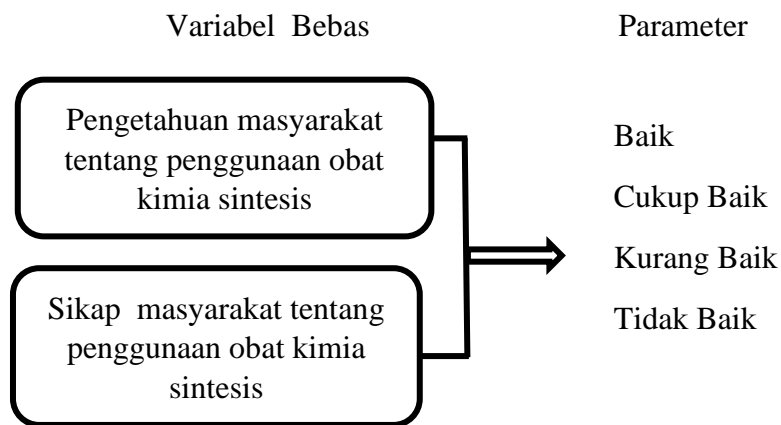 Variabel Bebas
Parameter
Pengetahuan masyarakat
tentang penggunaan obat
kimia sintesis
Sikap masyarakat tentang
penggunaan obat kimia
sintesis
Baik
Cukup Baik
Kurang Baik
Tidak Baik